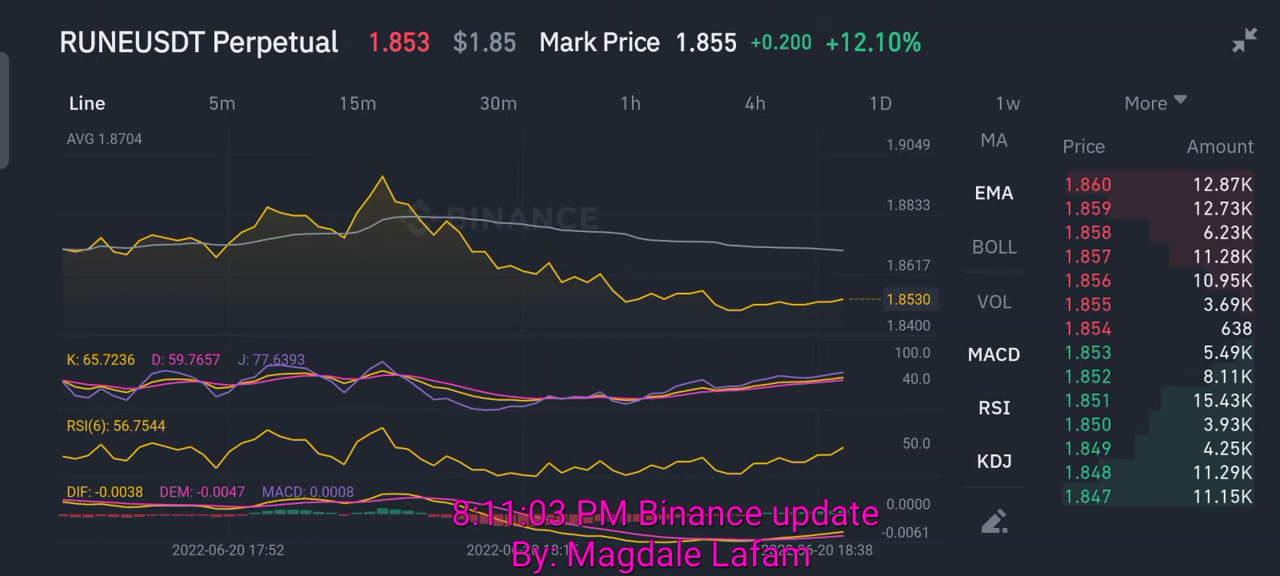 RUNEUSDT Perpetual 1.853 $1.85 Mark Price 1.855 +0.200 +12.10%
Line 5m 15m 30m 1h 4h 1D 1w More
AVG 1.8704
1.9049
1.8833
1.8617
1.8530
1.8400
BINANCE
K: 65.7236 D: 59.7657 J: 77.6393
100.0
40.0
RSI(6): 56.7544
50.0
DIF: -0.0038 DEM: -0.0047 MACD: 0.0008
0.0000
-0.0061
2022-06-20 17:52
MA
EMA
BOLL
VOL
MACD
RSI
KDJ
Price Amount
1.860 12.87K
1.859 12.73K
1.858 6.23K
1.857 11.28K
1.856 10.95K
1.855 3.69K
1.854 638
1.853 5.49K
1.852 8.11K
1.851 15.43K
1.850 3.93K
1.849 4.25K
1.848 11.29K
1.847 11.15K
8:11:03 PM Binance update
By: Magdale Lafam